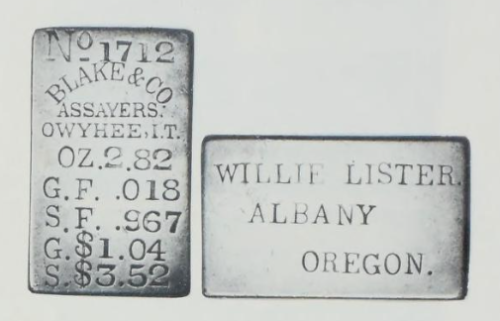 No 1712
BLAKE & CO
ASSAYERS.
OWYHEE, I.T.
OZ. 2.82
G.F. .018
S.F. .967
G.$1.04
S.$3.52
WILLIE LISTER.
ALBANY
OREGON.